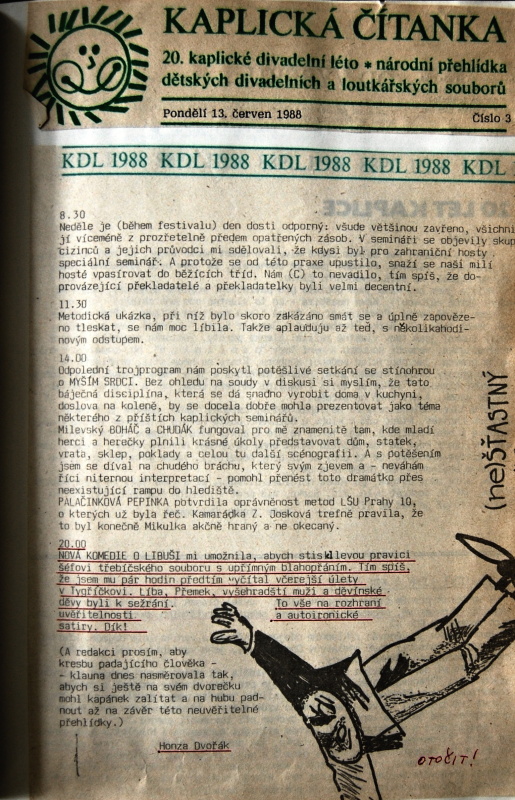 KAPLICKÁ ČÍTANKA
20. kaplické divadelní léto * národní přehlídka
dětských divadelních a loutkářských souborů
Pondělí 13. červen 1988
Číslo 3
KDL 1988 KDL 1988 KDL 1988 KDL 1988 KDL
8.30
Neděle je (během festivalu) den dosti odporný: všude většinou zavřeno, všichni
jí víceméně z prozřetelně předem opatřených zásob. V semináři se objevily skup
cizinců a jejich průvodci mi sdělovali, že kdysi byl pro zahraniční hosty
speciální seminář. A protože se od této praxe upustilo, snaží se naši milí
hosté vpasírovat do běžících tříd. Nám (C) to nevadilo, tím spíš, že do-
provázející překladatelé a překladatelky byli velmi decentní.
11.30
Metodická ukázka, při níž bylo skoro zakázáno smát se a úplně zapověze-
no tleskat, se nám moc líbila. Takže aplauduju až teď, s několikahodi-
novým odstupem.
14.00
Odpolední trojprogram nám poskytl potěšlivé setkání se stínohrou
o MYŠÍM SRDCI. Bez ohledu na soudy v diskusi si myslím, že tato
báječná disciplína, která se dá snadno vyrobit doma v kuchyni,
doslova na koleně, by se docela dobře mohla prezentovat jako téma
některého z příštích kaplických seminářů.
Milevský BOHÁČ a CHUDÁK fungoval pro mě znamenitě tam, kde mladí
herci a herečky plnili krásné úkoly představovat dům, statek,
vrata, sklep, poklady a celou tu další scénografii. A s potěšením
jsem se díval na chudého bráchu, který svým zjevem a - neváhám
říci niternou interpretací - pomohl přenést toto dramátko přes
neexistující rampu do hlediště.
PALAČINKOVÁ PEPINKA potvrdila oprávněnost metod LŠU Prahy 10,
o kterých už byla řeč. Kamarádka Z. Josková trefně pravila, že
to byl konečně Mikulka akčně hraný a ne okecaný.
20.00
NOVÁ KOMEDIE O LIBUŠI mi umožnila, abych stiskl levou pravici
šéfovi třebíčského souboru s upřímným blahopřáním. Tím spíš,
že jsem mu pár hodin předtím vyčítal včerejší úlety
v Tygříčkovi. Líba, Přemek, vyšehradští muži a děvínské
děvy byli k sežrání. To vše na rozhraní
uvěřitelnosti a autoironické
satiry. Dík!
(A redakci prosím, aby
kresbu padajícího člověka -
- klauna dnes nasměrovala tak,
abych si ještě na svém dvorečku
mohl kapánek zalítat a na hubu pad-
nout až na závěr této neuvěřitelné
přehlídky.)
Honza Dvořák
(ne)ŠŤASTNÝ
OTOČIT!